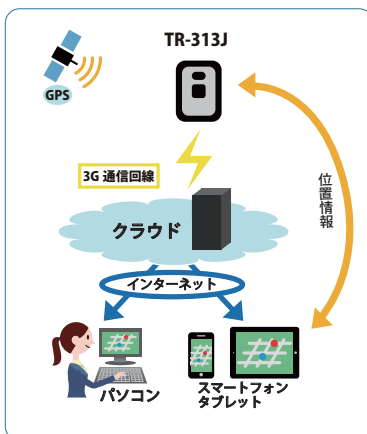 TR-313J
GPS
3G 通信回線
位置情報
クラウド
インターネット
パソコン
スマートフォン
タブレット